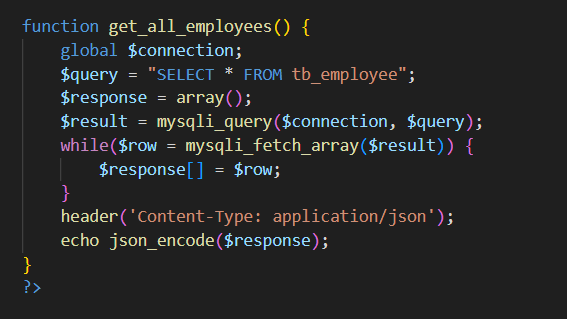 function get_all_employees() {
    global $connection;
    $query = "SELECT * FROM tb_employee";
    $response = array();
    $result = mysqli_query($connection, $query);
    while($row = mysqli_fetch_array($result)) {
        $response[] = $row;
    }
    header('Content-Type: application/json');
    echo json_encode($response);
}
?>